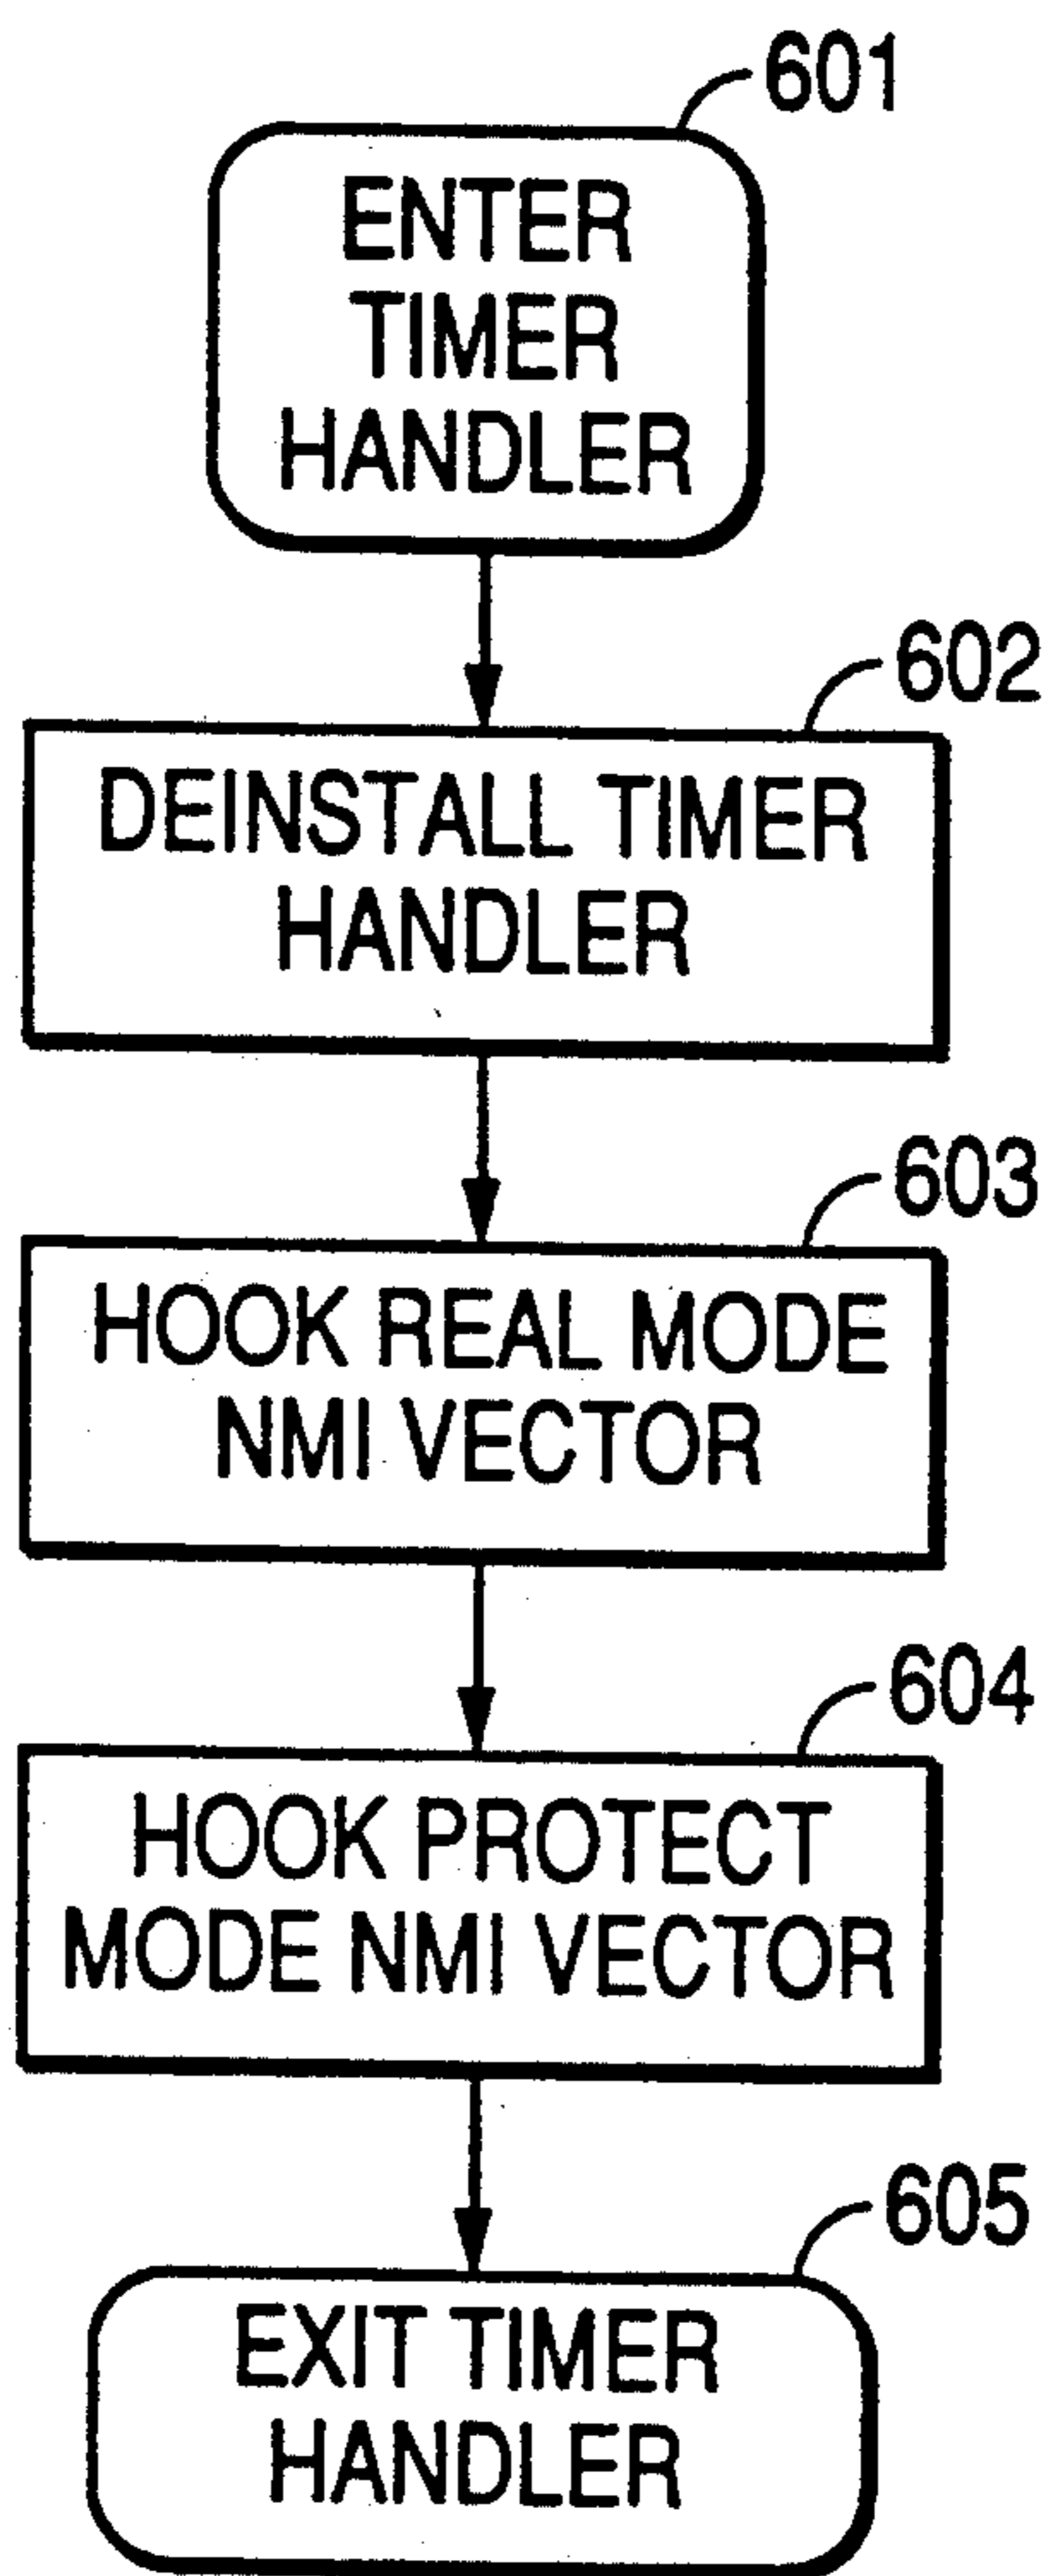 601
ENTER
TIMER
HANDLER
602
DEINSTALL TIMER
HANDLER
603
HOOK REAL MODE
NMI VECTOR
604
HOOK PROTECT
MODE NMI VECTOR
605
EXIT TIMER
HANDLER